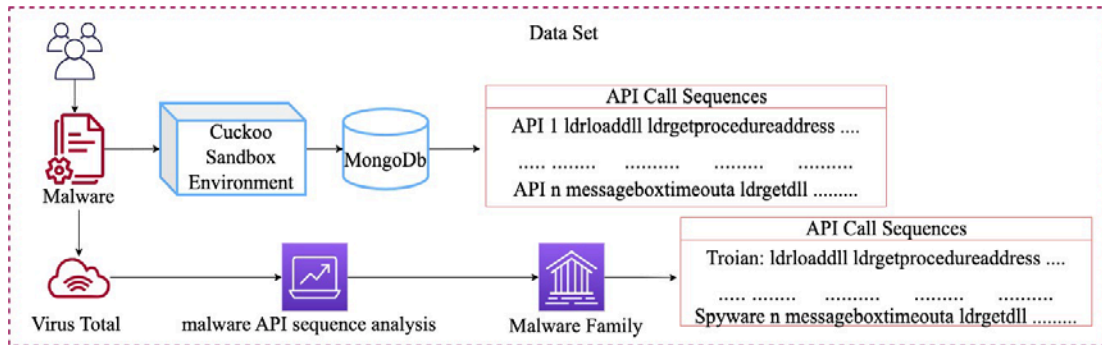 Data Set
API Call Sequences
API 1 ldrloaddll ldrgetprocedureaddress ....
..... ........ .......... ......... ..........
API n messageboxtimeouta ldrgetdll .........
Cuckoo
Sandbox
Environment
MongoDb
Malware
API Call Sequences
Troian: ldrloaddll ldrgetprocedureaddress ....
..... ........ .......... ......... ..........
Spyware n messageboxtimeouta ldrgetdll .........
Virus Total
malware API sequence analysis
Malware Family